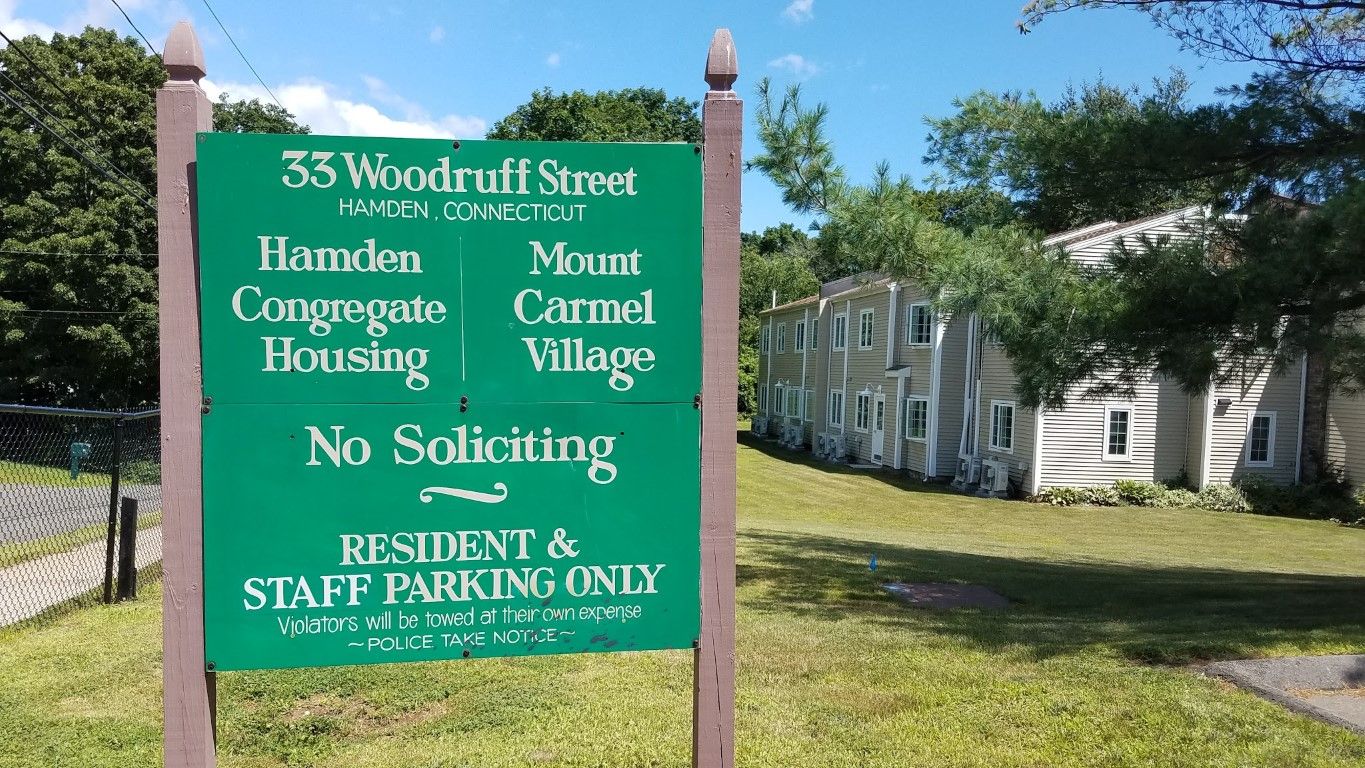 33 Woodruff Street
HAMDEN, CONNECTICUT
Hamden
Congregate
Housing
Mount
Carmel
Village
No Soliciting
RESIDENT &
STAFF PARKING ONLY
Violators will be towed at their own expense
~POLICE TAKE NOTICE~